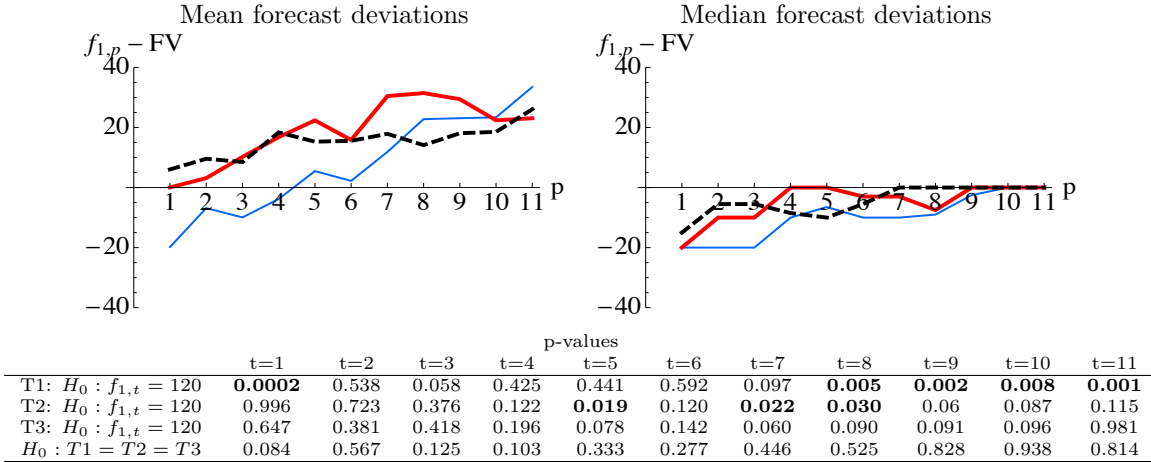 Mean forecast deviations
f1,p – FV
40
20
−20
−40
1 2 3 4 5 6 7 8 9 10 11 p
Median forecast deviations
f1,p – FV
40
20
−20
−40
1 2 3 4 5 6 7 8 9 10 11 p
p-values
t=1 t=2 t=3 t=4 t=5 t=6 t=7 t=8 t=9 t=10 t=11
T1: H0 : f1,t = 120 0.0002 0.538 0.058 0.425 0.441 0.592 0.097 0.005 0.002 0.008 0.001
T2: H0 : f1,t = 120 0.996 0.723 0.376 0.122 0.019 0.120 0.022 0.030 0.06 0.087 0.115
T3: H0 : f1,t = 120 0.647 0.381 0.418 0.196 0.078 0.142 0.060 0.090 0.091 0.096 0.981
H0 : T1 = T2 = T3 0.084 0.567 0.125 0.103 0.333 0.277 0.446 0.525 0.828 0.938 0.814